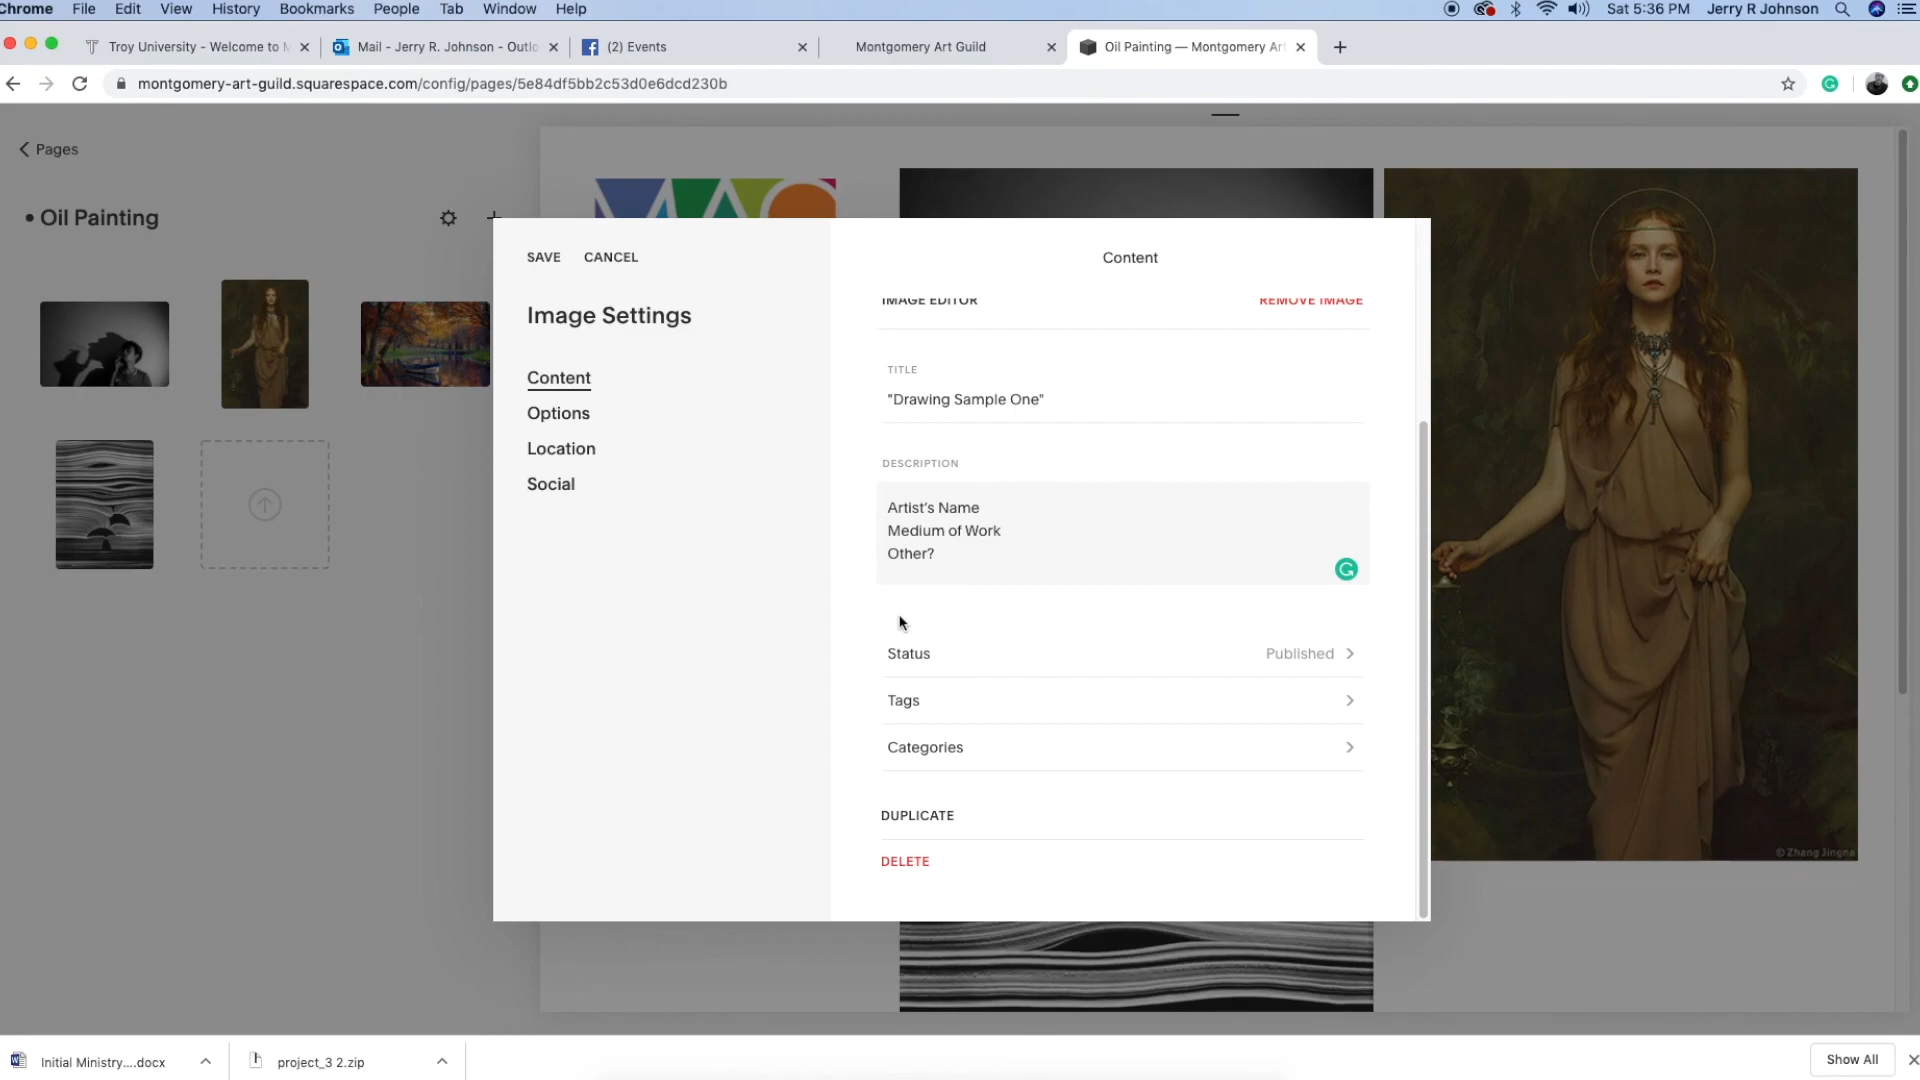 Chrome File Edit View History Bookmarks People Tab Window Help Sat 5:36 PM Jerry R Johnson
Troy University - Welcome to M Mail - Jerry R. Johnson - Outlo (2) Events Montgomery Art Guild Oil Painting — Montgomery Art
montgomery-art-guild.squarespace.com/config/pages/5e84df5bb2c53d0e6dcd230b
Pages
• Oil Painting
SAVE CANCEL
Content
IMAGE EDITOR REMOVE IMAGE
Image Settings
Content
Options
Location
Social
TITLE
"Drawing Sample One"
DESCRIPTION
Artist's Name
Medium of Work
Other?
Status Published
Tags
Categories
DUPLICATE
DELETE
© Zhang Jingna
Initial Ministry....docx project_3 2.zip Show All